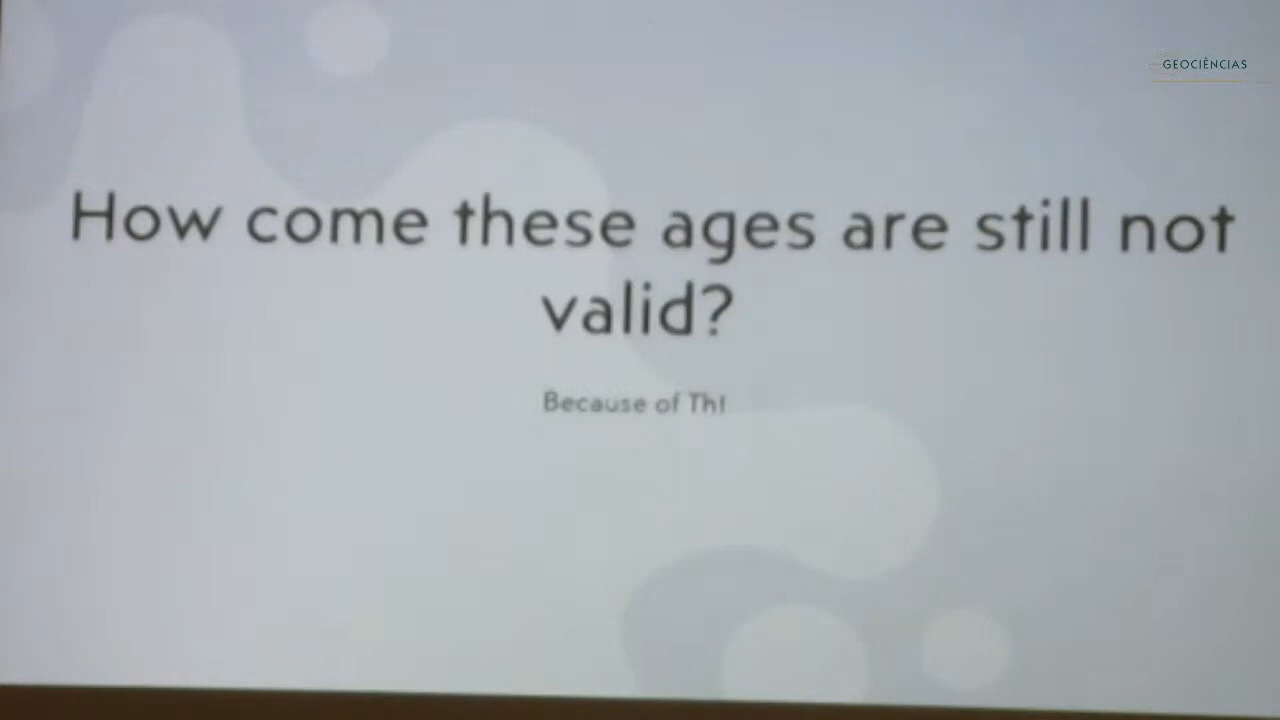 GEOCIÊNCIAS
How come these ages are still not
valid?
Because of Th!